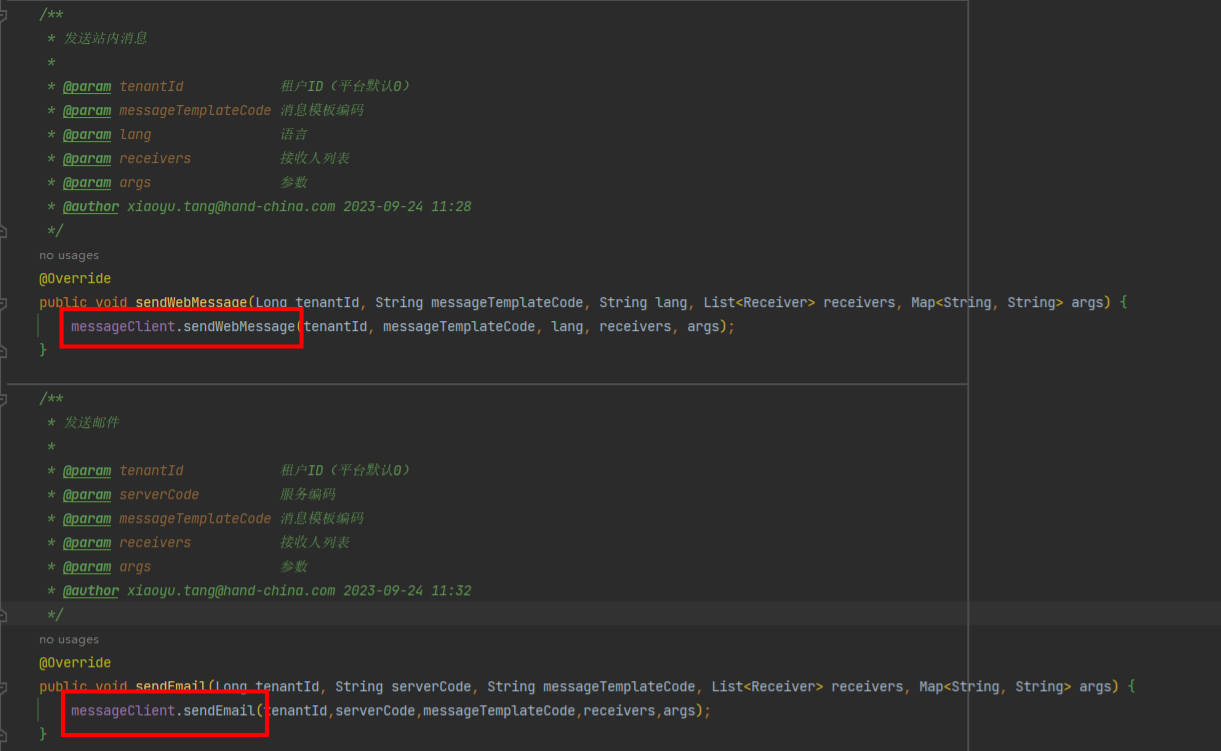 /**
* 发送站内消息
*
* @param tenantId 租户ID（平台默认0）
* @param messageTemplateCode 消息模板编码
* @param lang 语言
* @param receivers 接收人列表
* @param args 参数
* @author xiaoyu.tang@hand-china.com 2023-09-24 11:28
*/
no usages
@Override
public void sendWebMessage(Long tenantId, String messageTemplateCode, String lang, List<Receiver> receivers, Map<String, String> args) {
messageClient.sendWebMessage(tenantId, messageTemplateCode, lang, receivers, args);
}
/**
* 发送邮件
*
* @param tenantId 租户ID（平台默认0）
* @param serverCode 服务编码
* @param messageTemplateCode 消息模板编码
* @param receivers 接收人列表
* @param args 参数
* @author xiaoyu.tang@hand-china.com 2023-09-24 11:32
*/
no usages
@Override
public void sendEmail(Long tenantId, String serverCode, String messageTemplateCode, List<Receiver> receivers, Map<String, String> args) {
messageClient.sendEmail(tenantId,serverCode,messageTemplateCode,receivers,args);
}